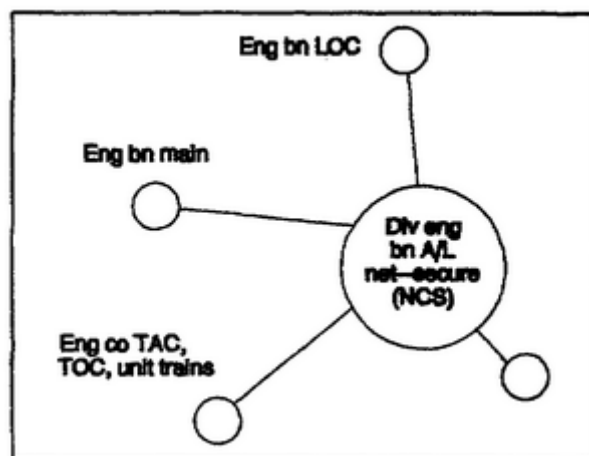 Eng bn LOC
Eng bn main
Div eng
bn A/L
net—secure
(NCS)
Eng co TAC,
TOC, unit trains